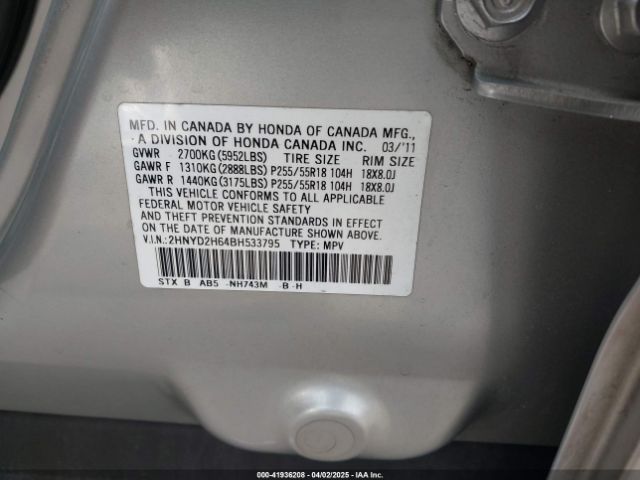 MFD. IN CANADA BY HONDA OF CANADA MFG.,
A DIVISION OF HONDA CANADA INC. 03/'11
GVWR 2700KG(5952LBS) TIRE SIZE RIM SIZE
GAWR F 1310KG(2888LBS) P255/55R18 104H 18X8.0J
GAWR R 1440KG(3175LBS) P255/55R18 104H 18X8.0J
THIS VEHICLE CONFORMS TO ALL APPLICABLE
FEDERAL MOTOR VEHICLE SAFETY
AND THEFT PREVENTION STANDARDS IN EFFECT
ON THE DATE OF MANUFACTURE SHOWN ABOVE.
V.I.N.:2HNYD2H64BH533795 TYPE: MPV
STX B AB5 -NH743M -B-H
000-41936208 - 04/02/2025 - IAAI, Inc.